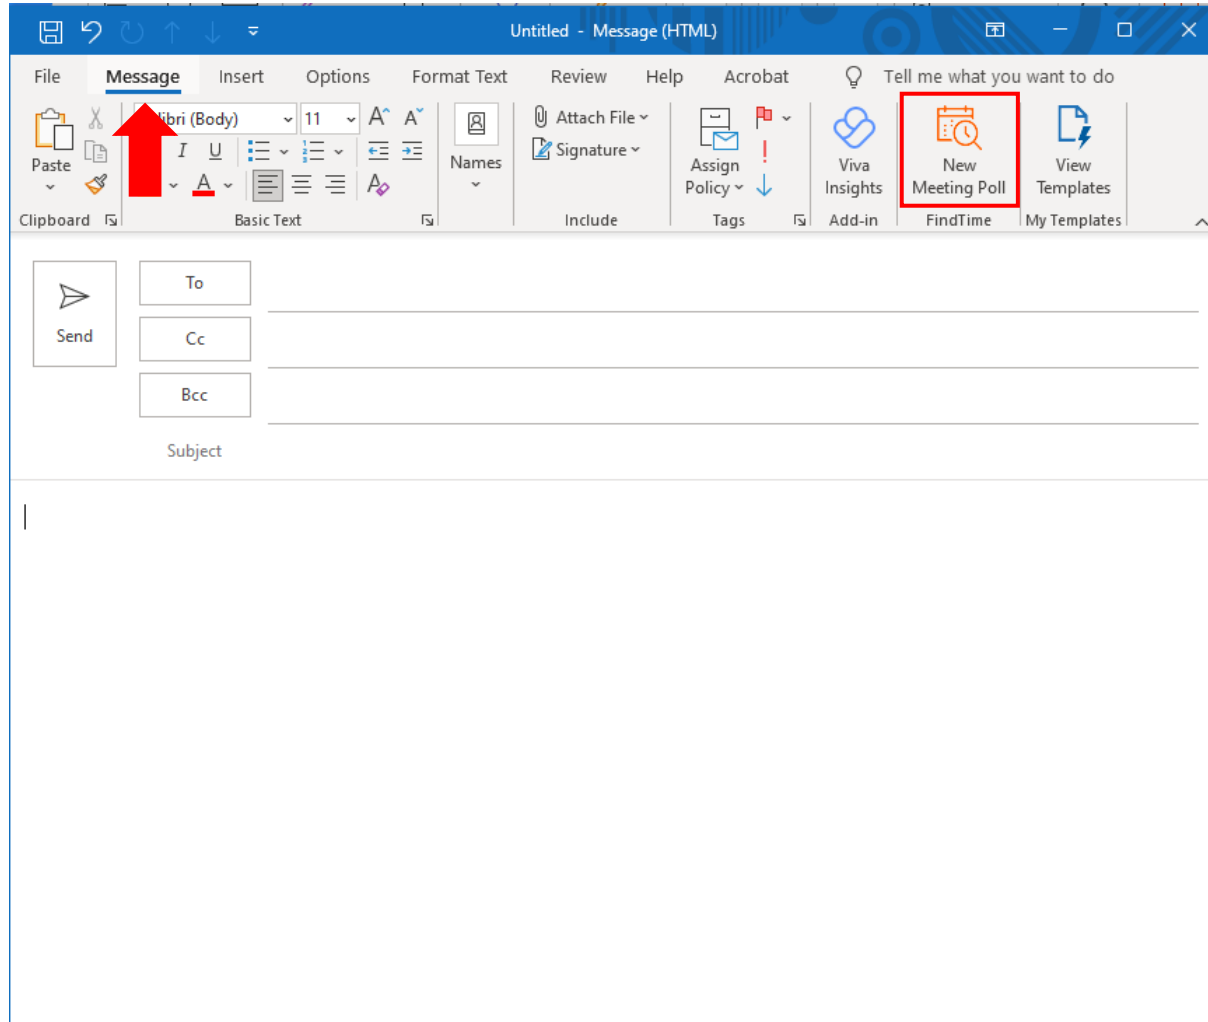 Untitled - Message (HTML)
File Message Insert Options Format Text Review Help Acrobat Tell me what you want to do
(Body) 11 A A Attach File
I U Signature
Paste Names Assign Policy Viva Insights New Meeting Poll View Templates
A A
Clipboard Basic Text Include Tags Add-in FindTime My Templates
To
Send
Cc
Bcc
Subject